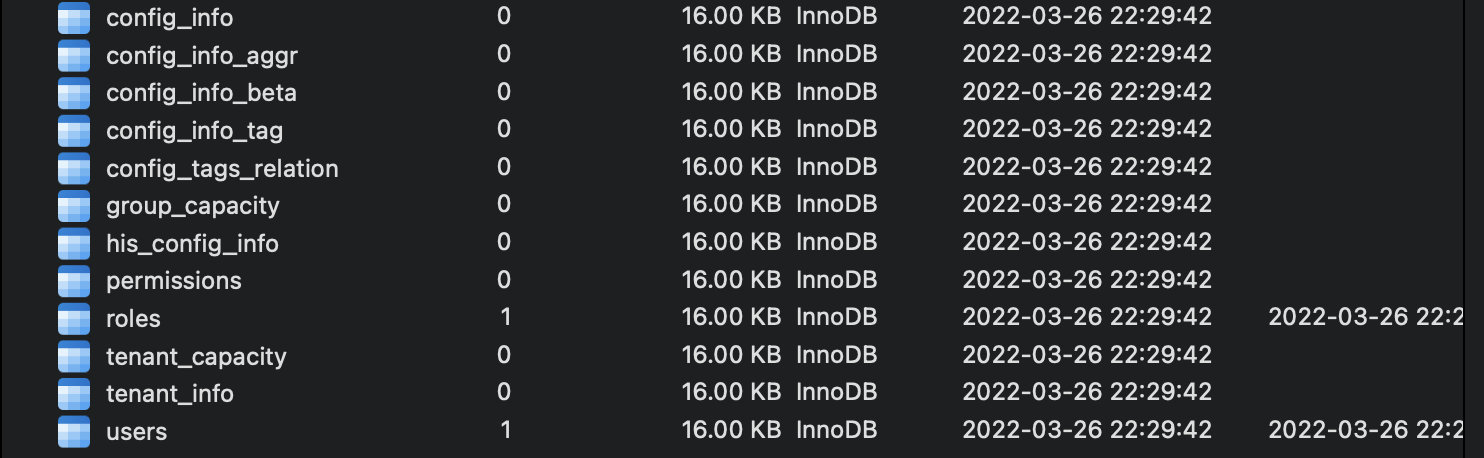 config_info 0 16.00 KB InnoDB 2022-03-26 22:29:42
config_info_aggr 0 16.00 KB InnoDB 2022-03-26 22:29:42
config_info_beta 0 16.00 KB InnoDB 2022-03-26 22:29:42
config_info_tag 0 16.00 KB InnoDB 2022-03-26 22:29:42
config_tags_relation 0 16.00 KB InnoDB 2022-03-26 22:29:42
group_capacity 0 16.00 KB InnoDB 2022-03-26 22:29:42
his_config_info 0 16.00 KB InnoDB 2022-03-26 22:29:42
permissions 0 16.00 KB InnoDB 2022-03-26 22:29:42
roles 1 16.00 KB InnoDB 2022-03-26 22:29:42 2022-03-26 22:2
tenant_capacity 0 16.00 KB InnoDB 2022-03-26 22:29:42
tenant_info 0 16.00 KB InnoDB 2022-03-26 22:29:42
users 1 16.00 KB InnoDB 2022-03-26 22:29:42 2022-03-26 22:2